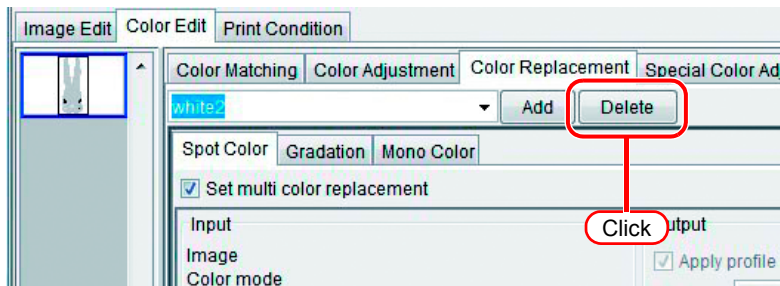 Image Edit Color Edit Print Condition
Color Matching Color Adjustment Color Replacement Special Color Ad
white2 Add Delete
Spot Color Gradation Mono Color
Set multi color replacement
Input Click utput
Image Apply profile
Color mode